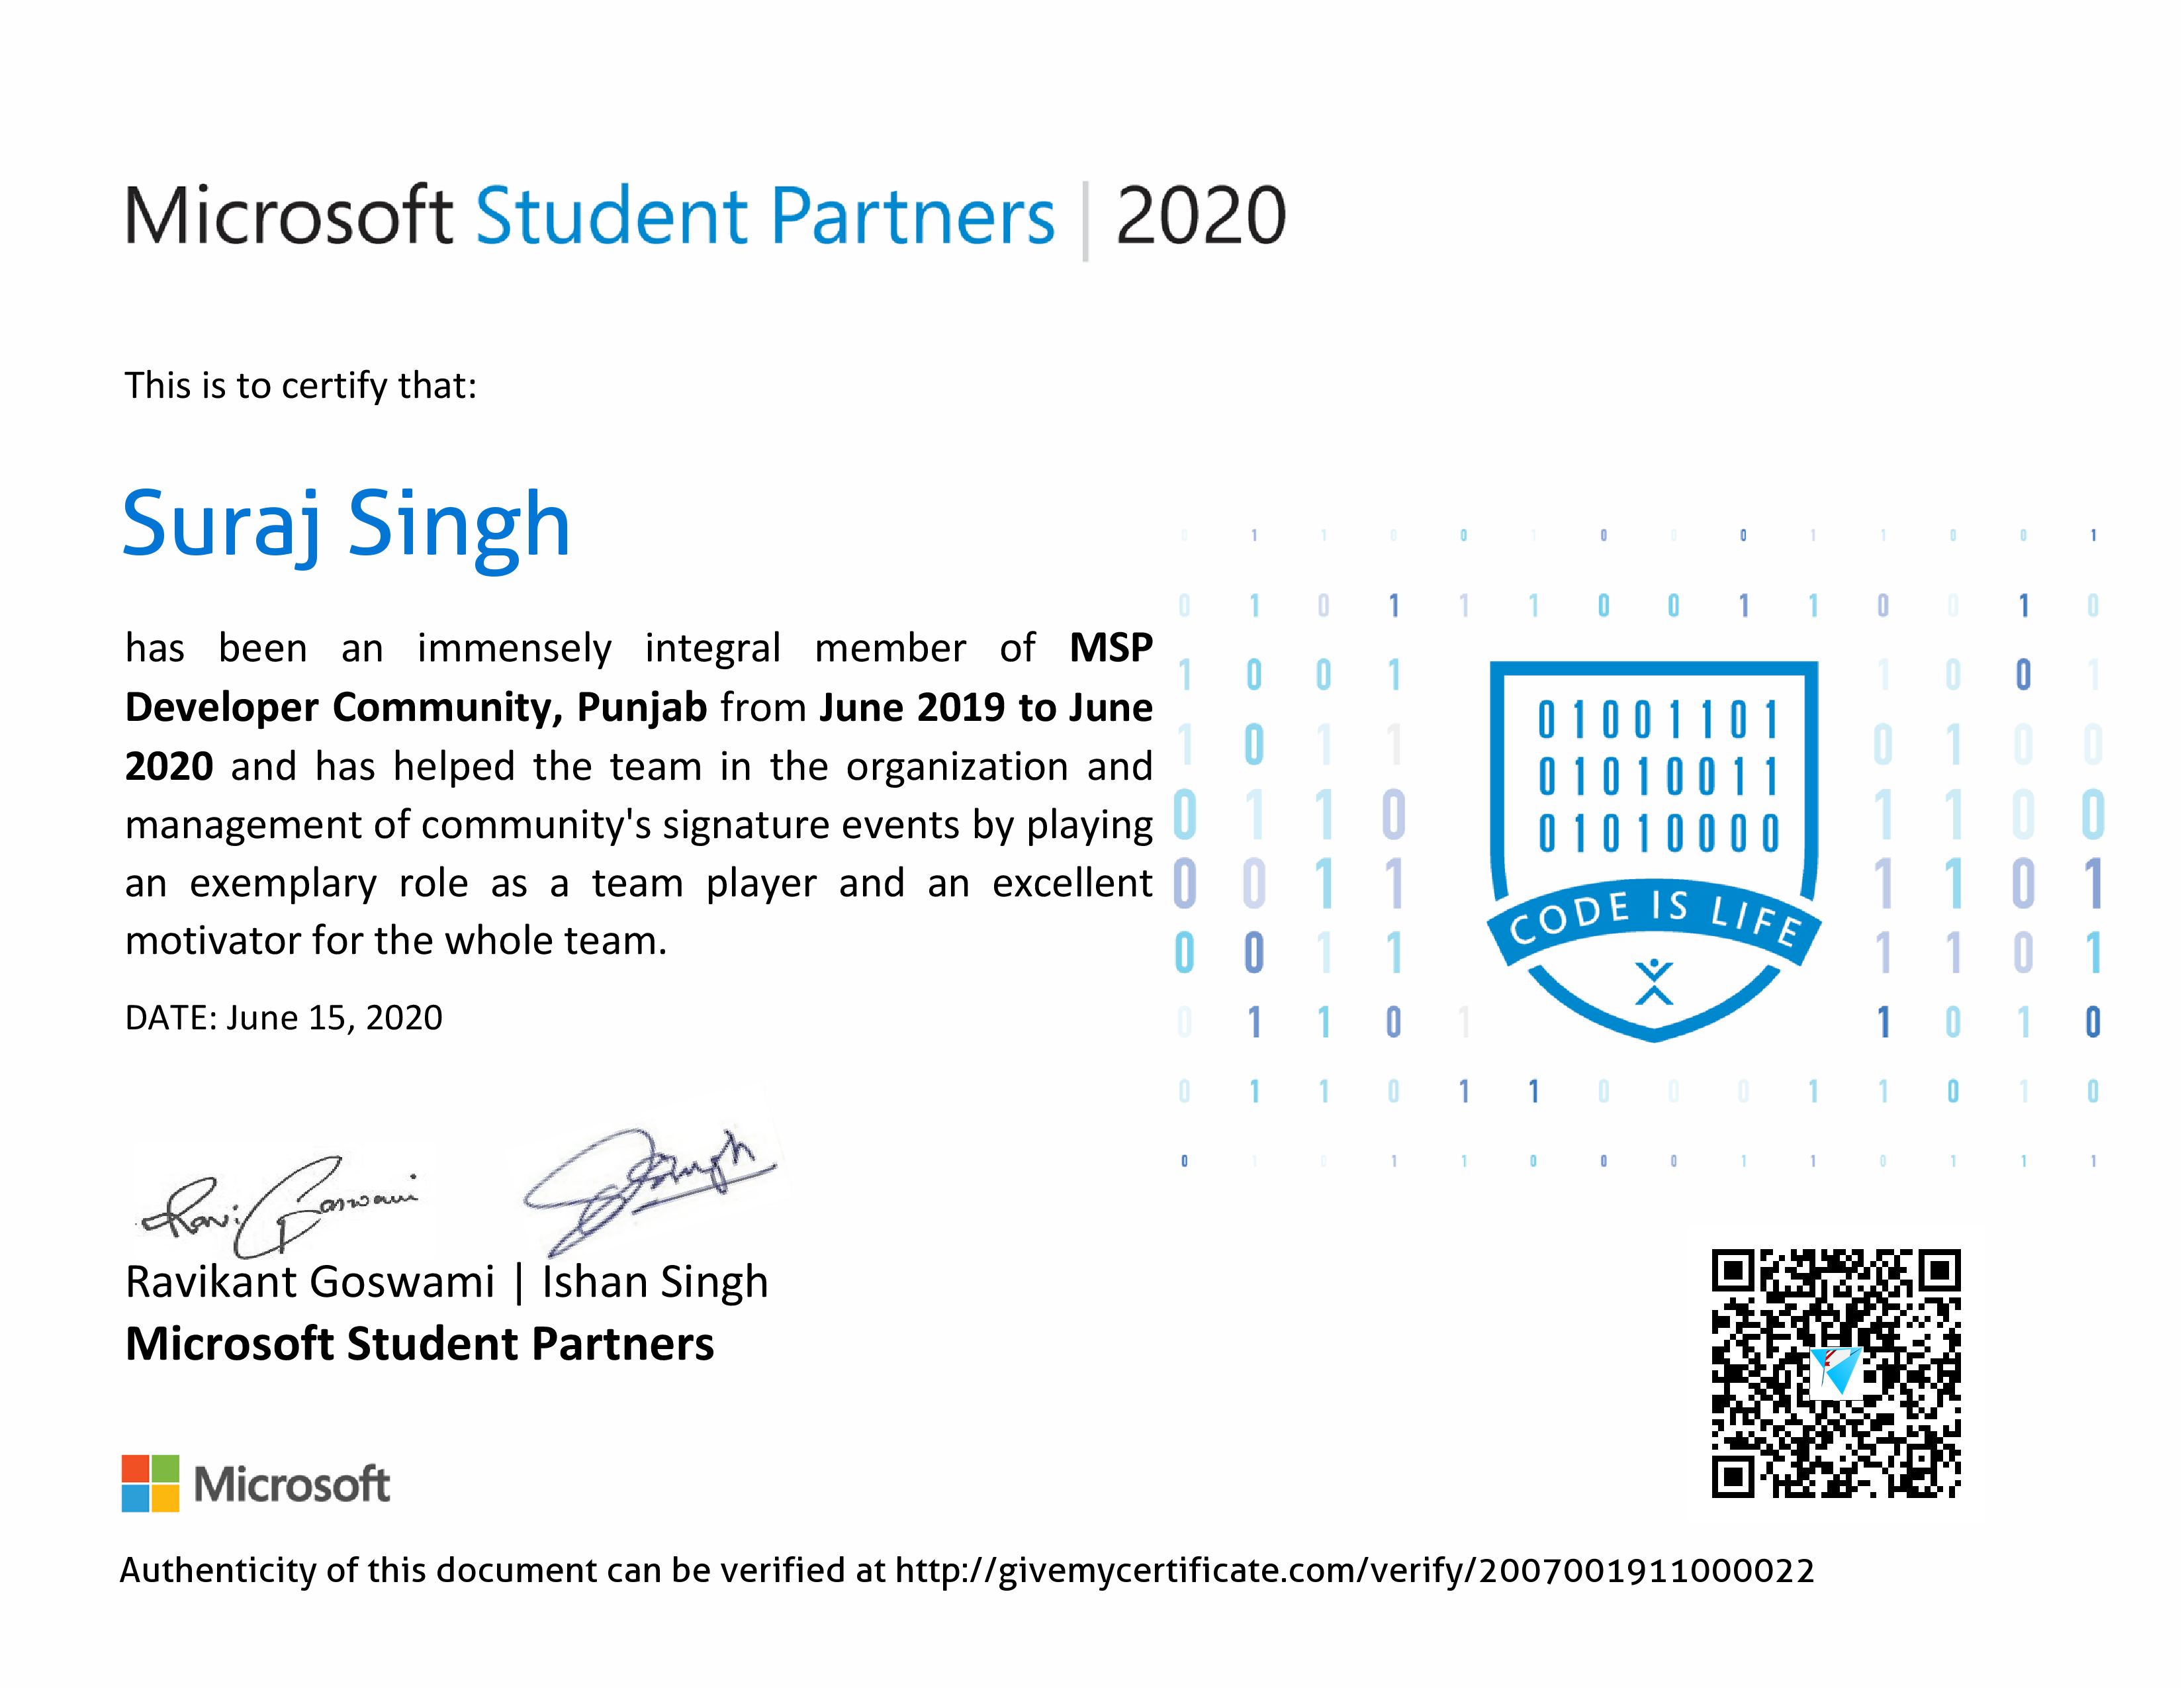 Microsoft Student Partners | 2020
This is to certify that:
Suraj Singh
has been an immensely integral member of MSP
Developer Community, Punjab from June 2019 to June
2020 and has helped the team in the organization and
management of community's signature events by playing
an exemplary role as a team player and an excellent
motivator for the whole team.
DATE: June 15, 2020
01001101
01010011
01010000
CODE IS LIFE
Ravi Goswami
Ravikant Goswami | Ishan Singh
Microsoft Student Partners
Microsoft
Authenticity of this document can be verified at http://givemycertificate.com/verify/2007001911000022